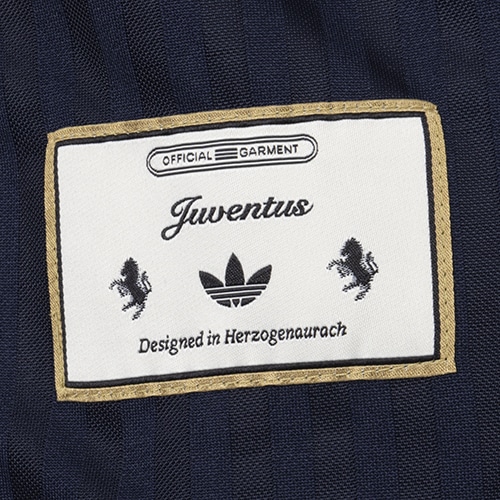 OFFICIAL GARMENT
Juventus
Designed in Herzogenaurach